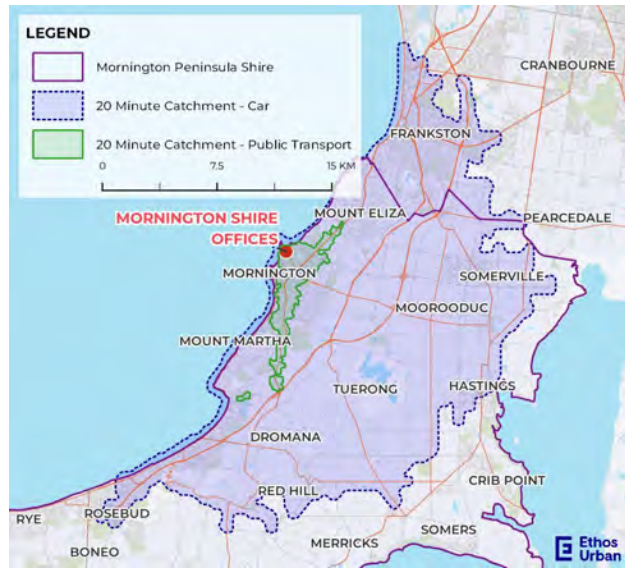 LEGEND
Mornington Peninsula Shire
20 Minute Catchment - Car
20 Minute Catchment - Public Transport
0 7.5 15 KM
CRANBOURNE
FRANKSTON
MORNINGTON SHIRE
OFFICES
MOUNT ELIZA
PEARCEDALE
MORNINGTON
SOMERVILLE
MOOROODUC
MOUNT MARTHA
TUERONG
HASTINGS
DROMANA
CRIB POINT
RED HILL
RYE
ROSEBUD
SOMERS
MERRICKS
BONEO
Ethos
Urban